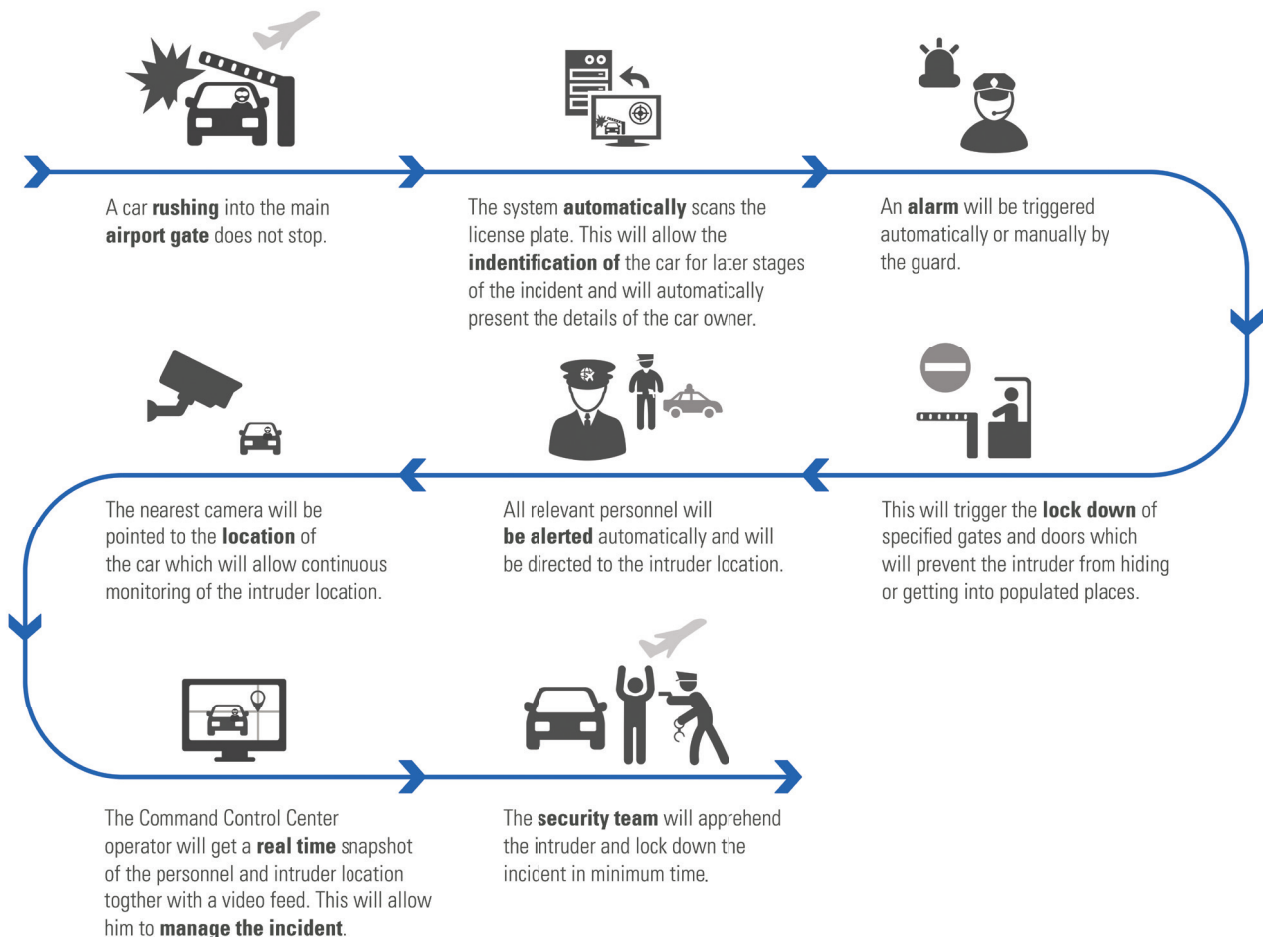 A car rushing into the main
airport gate does not stop.
The system automatically scans the
license plate. This will allow the
indentification of the car for later stages
of the incident and will automatically
present the details of the car owner.
An alarm will be triggered
automatically or manually by
the guard.
This will trigger the lock down of
specified gates and doors which
will prevent the intruder from hiding
or getting into populated places.
All relevant personnel will
be alerted automatically and will
be directed to the intruder location.
The nearest camera will be
pointed to the location of
the car which will allow continuous
monitoring of the intruder location.
The Command Control Center
operator will get a real time snapshot
of the personnel and intruder location
togther with a video feed. This will allow
him to manage the incident.
The security team will apprehend
the intruder and lock down the
incident in minimum time.